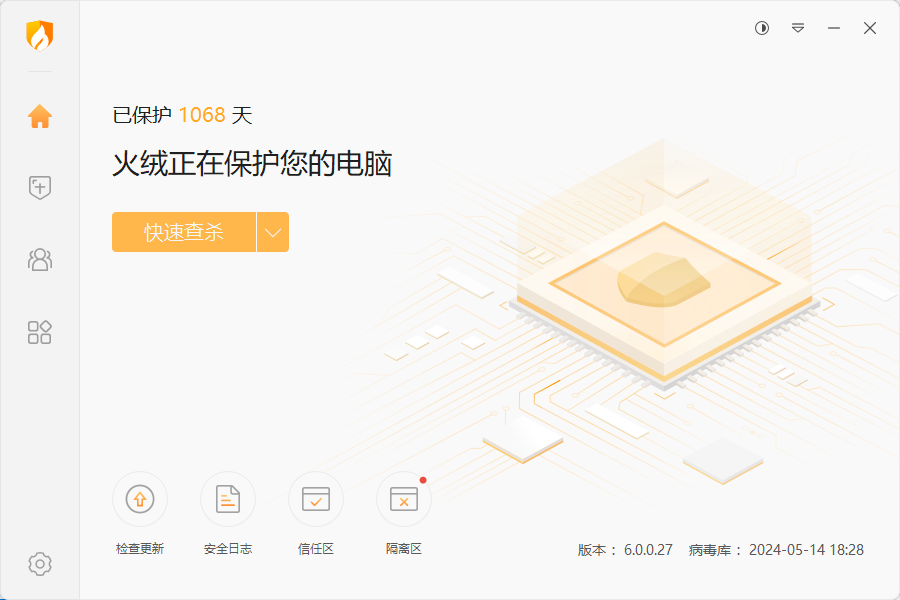 已保护 1068 天
火绒正在保护您的电脑
快速查杀
检查更新
安全日志
信任区
隔离区
版本： 6.0.0.27 病毒库： 2024-05-14 18:28